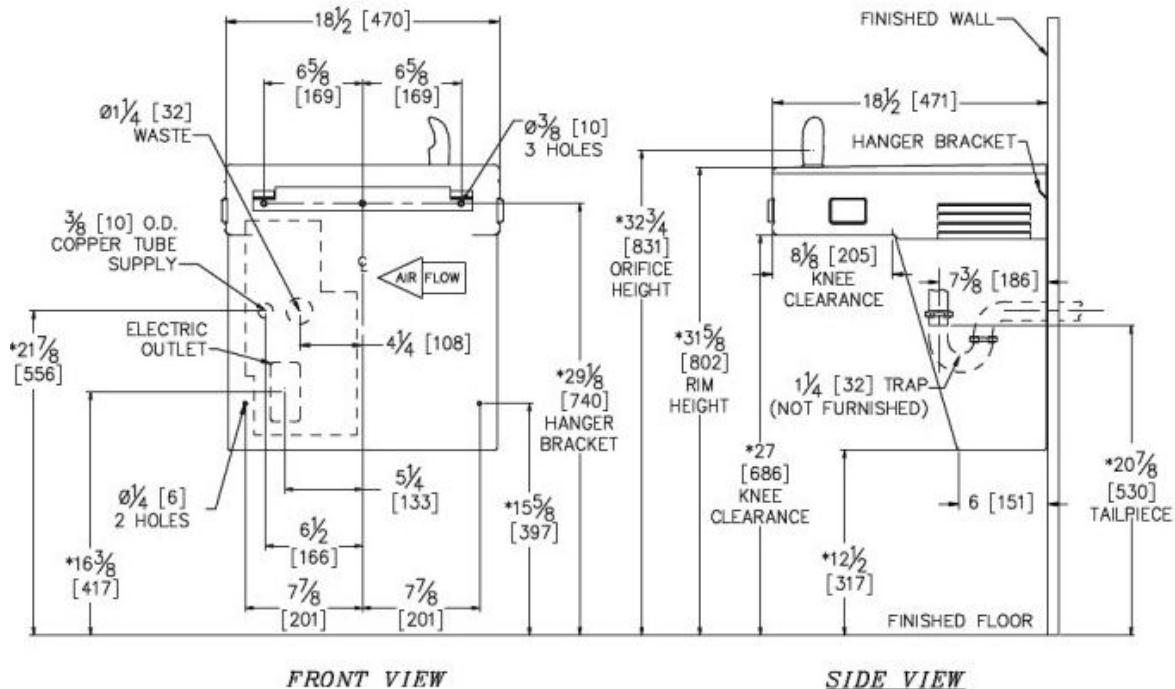 18½ [470]
6⅝
[169]
6⅝
[169]
Ø1¼ [32]
WASTE
Ø⅜ [10]
3 HOLES
⅜ [10] O.D.
COPPER TUBE
SUPPLY
℄
AIR FLOW
ELECTRIC
OUTLET
*21⅞
[556]
4¼ [108]
*29⅛
[740]
HANGER
BRACKET
Ø¼ [6]
2 HOLES
5¼
[133]
*15⅝
[397]
*16⅜
[417]
6½
[166]
7⅞
[201]
7⅞
[201]
FRONT VIEW
FINISHED WALL
18½ [471]
HANGER BRACKET
*32¾
[831]
ORIFICE
HEIGHT
8⅛ [205]
KNEE
CLEARANCE
7⅜ [186]
*31⅝
[802]
RIM
HEIGHT
1¼ [32] TRAP
(NOT FURNISHED)
*27
[686]
KNEE
CLEARANCE
*20⅞
[530]
TAILPIECE
6 [151]
*12½
[317]
FINISHED FLOOR
SIDE VIEW